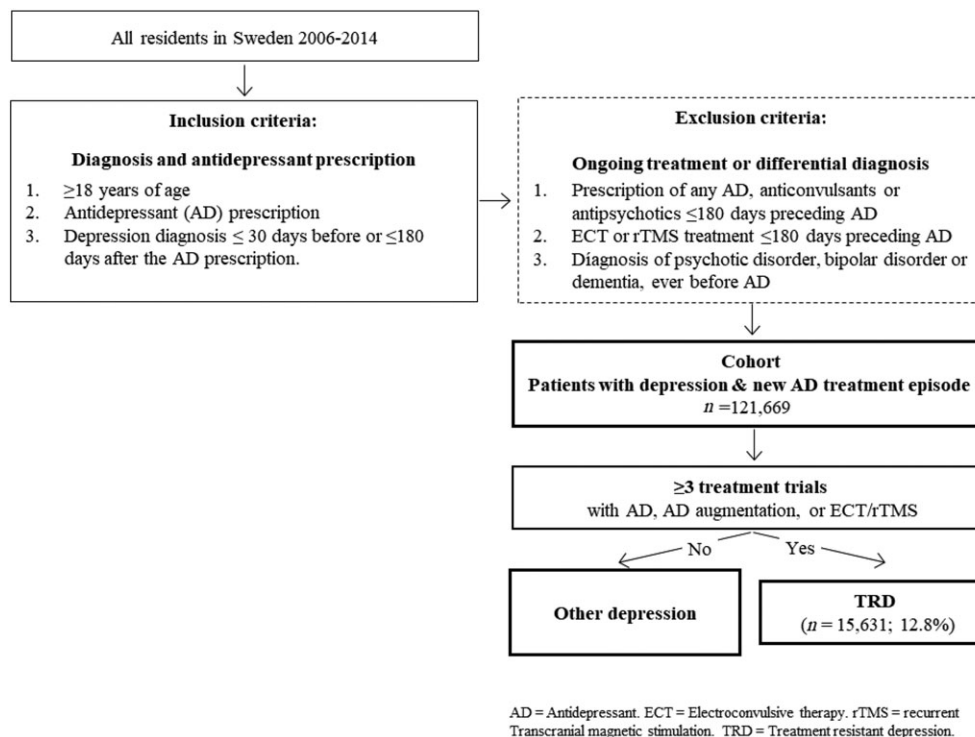 All residents in Sweden 2006-2014
Inclusion criteria:
Diagnosis and antidepressant prescription
1. ≥18 years of age
2. Antidepressant (AD) prescription
3. Depression diagnosis ≤ 30 days before or ≤180
days after the AD prescription.
Exclusion criteria:
Ongoing treatment or differential diagnosis
1. Prescription of any AD, anticonvulsants or
antipsychotics ≤180 days preceding AD
2. ECT or rTMS treatment ≤180 days preceding AD
3. Diagnosis of psychotic disorder, bipolar disorder or
dementia, ever before AD
Cohort
Patients with depression & new AD treatment episode
n =121,669
≥3 treatment trials
with AD, AD augmentation, or ECT/rTMS
No
Yes
Other depression
TRD
(n = 15,631; 12.8%)
AD = Antidepressant. ECT = Electroconvulsive therapy. rTMS = recurrent
Transcranial magnetic stimulation. TRD = Treatment resistant depression.